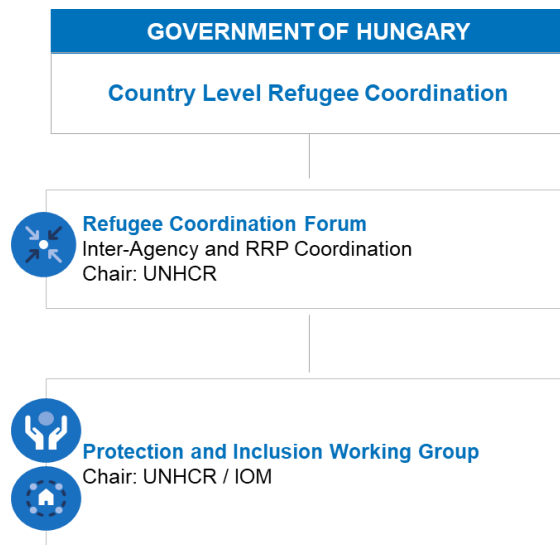 GOVERNMENT OF HUNGARY
Country Level Refugee Coordination
Refugee Coordination Forum
Inter-Agency and RRP Coordination
Chair: UNHCR
Protection and Inclusion Working Group
Chair: UNHCR / IOM